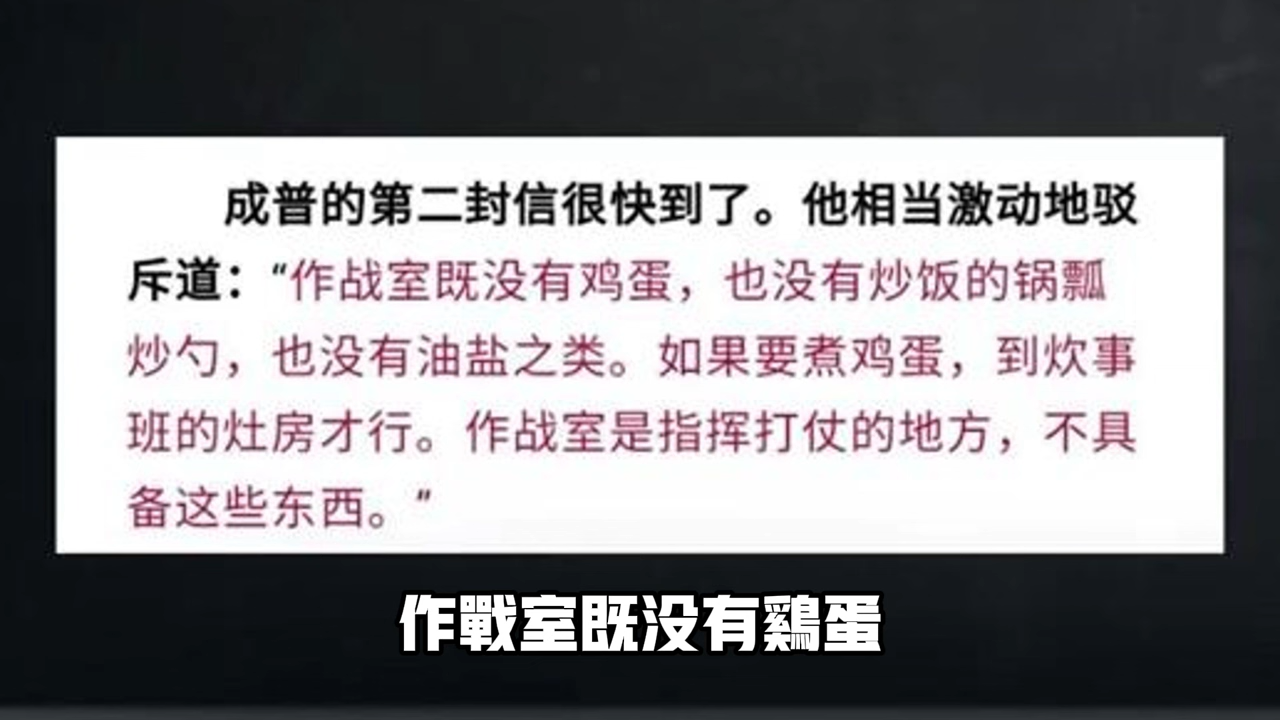 成普的第二封信很快到了。他相当激动地驳
斥道：“作战室既没有鸡蛋，也没有炒饭的锅瓢
炒勺，也没有油盐之类。如果要煮鸡蛋，到炊事
班的灶房才行。作战室是指挥打仗的地方，不具
备这些东西。”
作戰室既没有鷄蛋